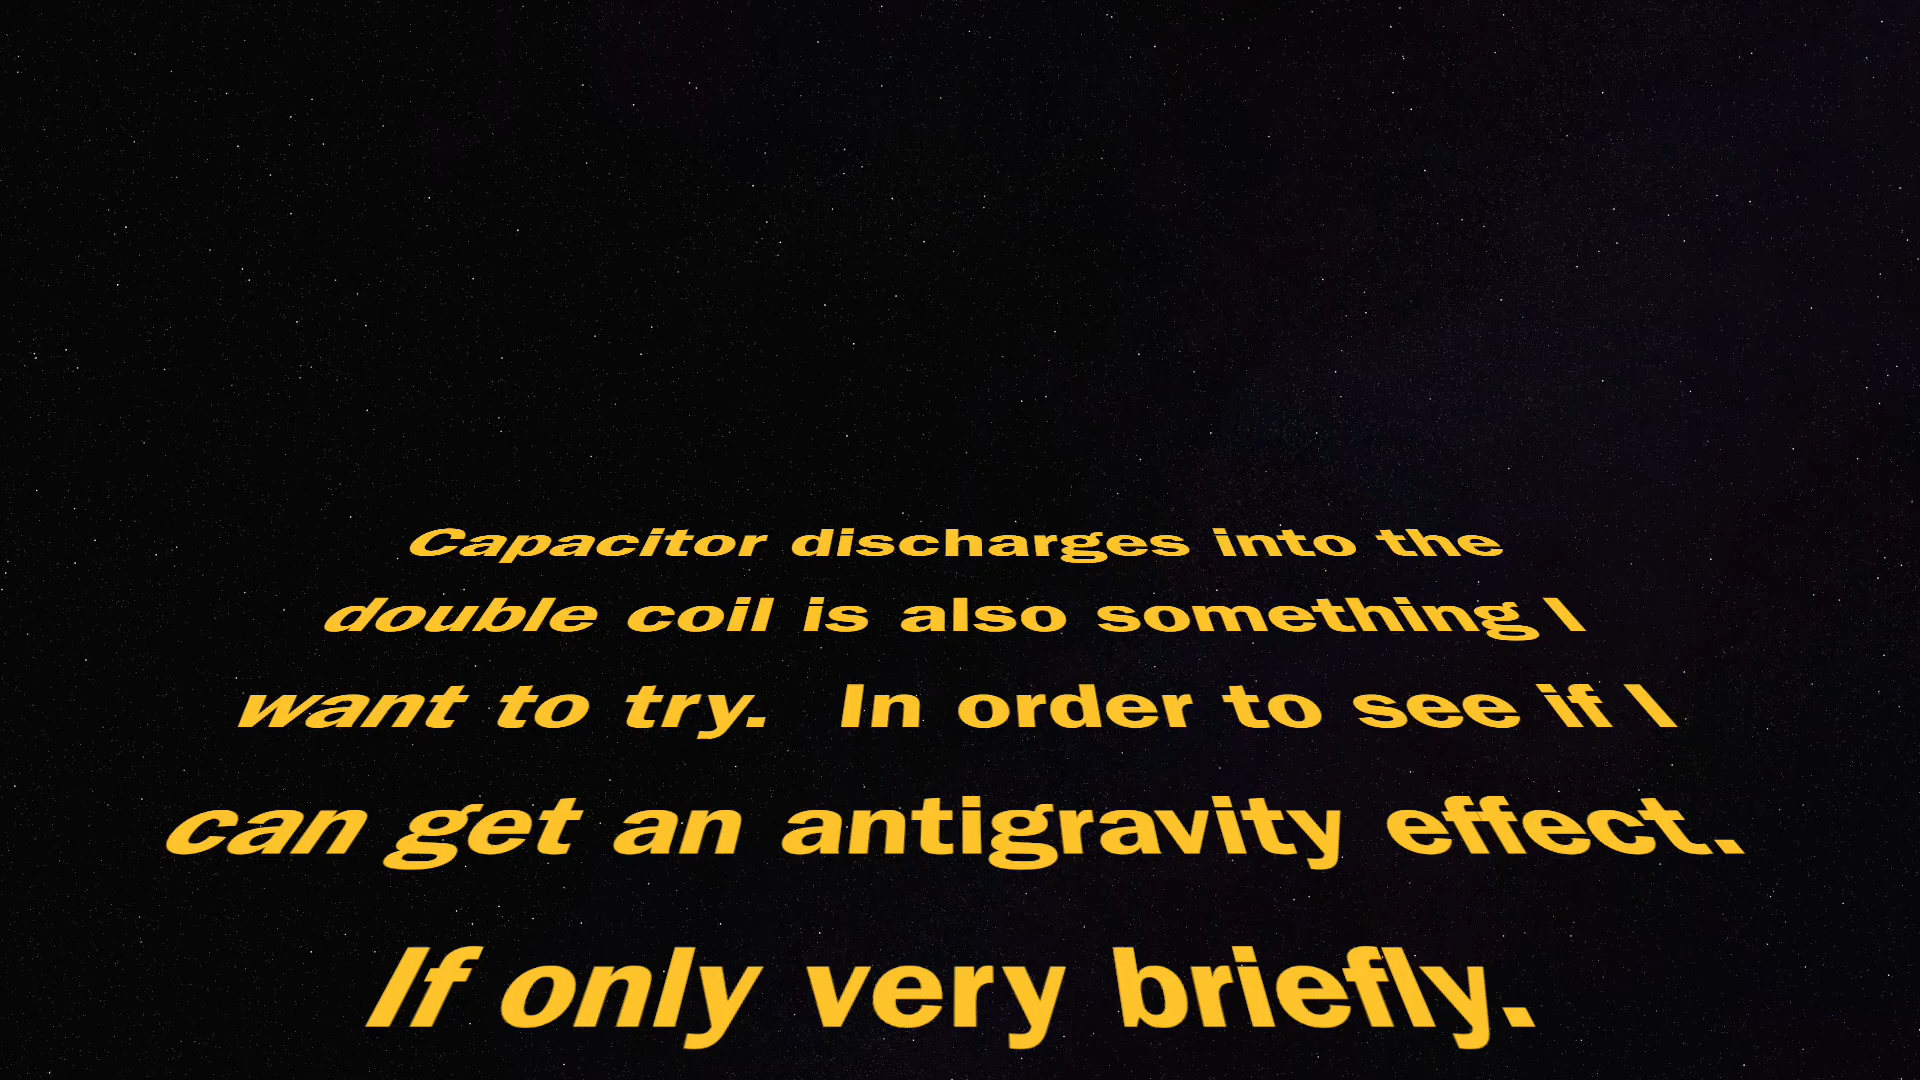 Capacitor discharges into the
double coil is also something I
want to try.  In order to see if I
can get an antigravity effect.
If only very briefly.